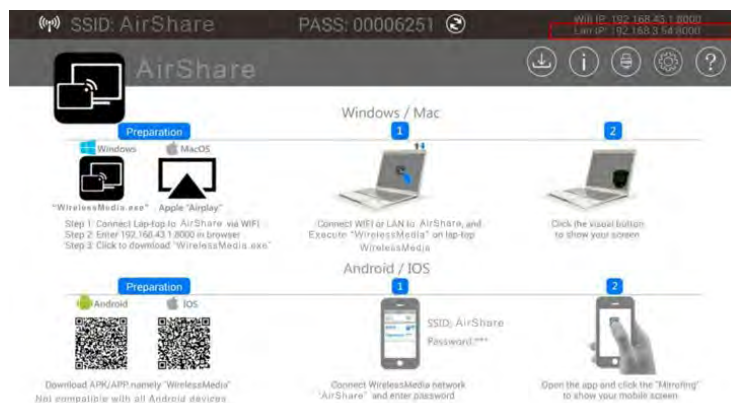 SSID: AirShare
PASS: 00006251
Wifi IP: 192.168.43.1:8000
Lan IP: 192.168.3.54:8000
AirShare
Windows / Mac
Preparation
1
2
Windows
MacOS
"WirelessMedia.exe"
Apple "Airplay"
Step 1: Connect Lap-top to AirShare via WIFI
Step 2: Enter 192.168.43.1:8000 in browser
Step 3: Click to download "WirelessMedia.exe"
Connect WIFI or LAN to AirShare, and
Execute "WirelessMedia" on lap-top
WirelessMedia
Click the visual button
to show your screen
Android / IOS
Preparation
1
2
Android
IOS
SSID: AirShare
Password:***
Download APK/APP namely "WirelessMedia"
Not compatible with all Android devices
Connect WirelessMedia network
"AirShare" and enter password
Open the app and click the "Mirroring"
to show your mobile screen